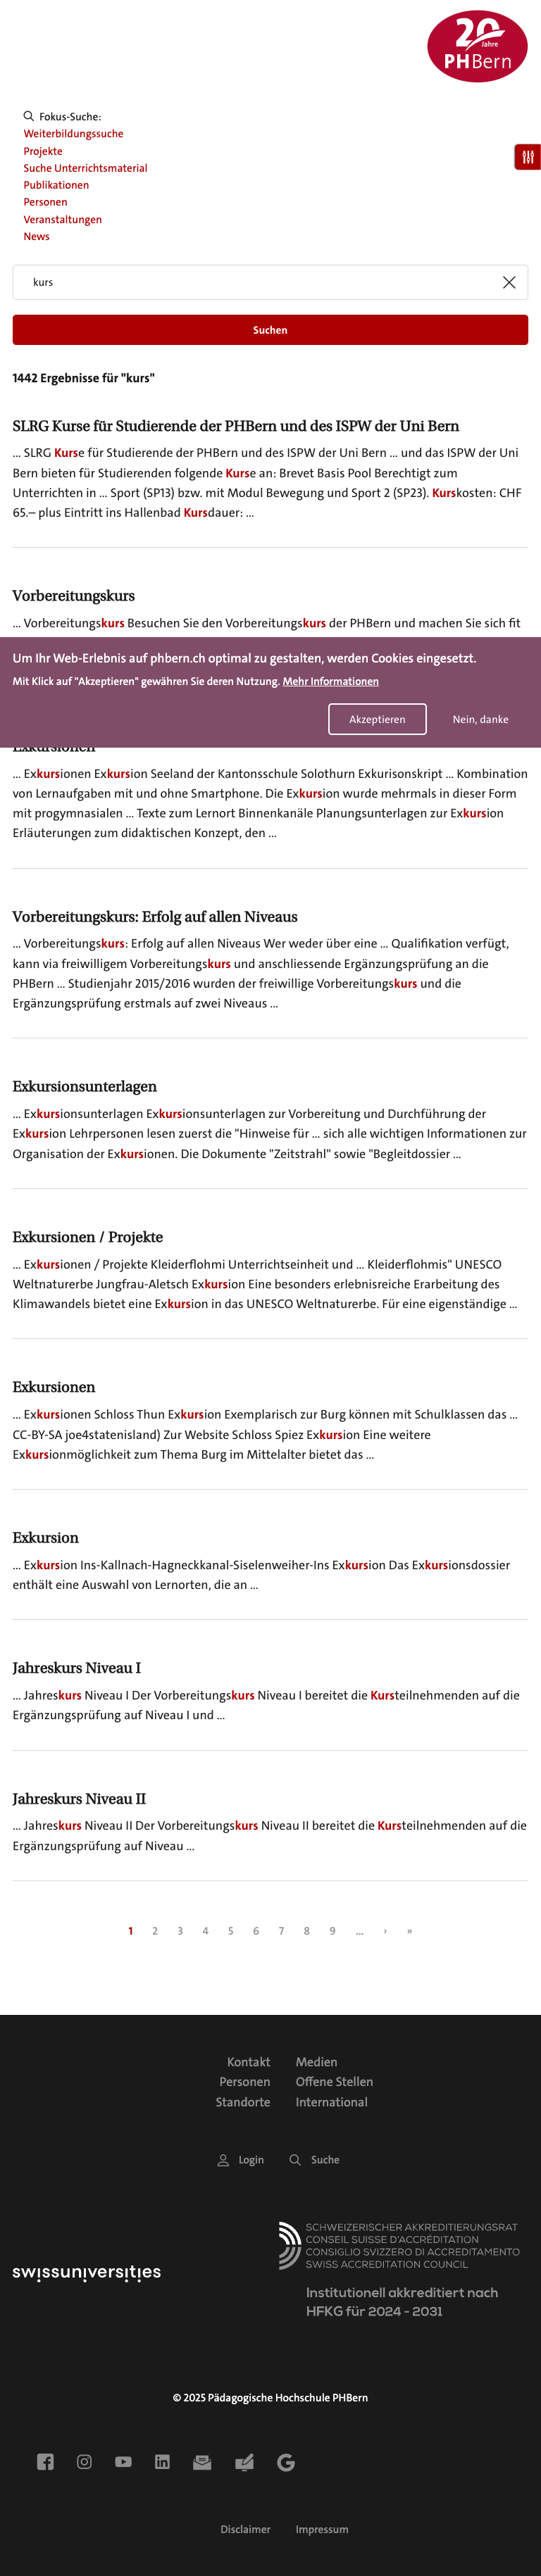 20
Jahre
PHBern
Fokus-Suche:
Weiterbildungssuche
Projekte
Suche Unterrichtsmaterial
Publikationen
Personen
Veranstaltungen
News
kurs
Suchen
1442 Ergebnisse für "kurs"
SLRG Kurse für Studierende der PHBern und des ISPW der Uni Bern
... SLRG Kurse für Studierende der PHBern und des ISPW der Uni Bern ... und das ISPW der Uni
Bern bieten für Studierenden folgende Kurse an: Brevet Basis Pool Berechtigt zum
Unterrichten in ... Sport (SP13) bzw. mit Modul Bewegung und Sport 2 (SP23). Kurskosten: CHF
65.– plus Eintritt ins Hallenbad Kursdauer: ...
Vorbereitungskurs
... Vorbereitungskurs Besuchen Sie den Vorbereitungskurs der PHBern und machen Sie sich fit
Um Ihr Web-Erlebnis auf phbern.ch optimal zu gestalten, werden Cookies eingesetzt.
Mit Klick auf "Akzeptieren" gewähren Sie deren Nutzung. Mehr Informationen
Akzeptieren
Nein, danke
Exkursionen
... Exkursionen Exkursion Seeland der Kantonsschule Solothurn Exkurisonskript ... Kombination
von Lernaufgaben mit und ohne Smartphone. Die Exkursion wurde mehrmals in dieser Form
mit progymnasialen ... Texte zum Lernort Binnenkanäle Planungsunterlagen zur Exkursion
Erläuterungen zum didaktischen Konzept, den ...
Vorbereitungskurs: Erfolg auf allen Niveaus
... Vorbereitungskurs: Erfolg auf allen Niveaus Wer weder über eine ... Qualifikation verfügt,
kann via freiwilligem Vorbereitungskurs und anschliessende Ergänzungsprüfung an die
PHBern ... Studienjahr 2015/2016 wurden der freiwillige Vorbereitungskurs und die
Ergänzungsprüfung erstmals auf zwei Niveaus ...
Exkursionsunterlagen
... Exkursionsunterlagen Exkursionsunterlagen zur Vorbereitung und Durchführung der
Exkursion Lehrpersonen lesen zuerst die "Hinweise für ... sich alle wichtigen Informationen zur
Organisation der Exkursionen. Die Dokumente "Zeitstrahl" sowie "Begleitdossier ...
Exkursionen / Projekte
... Exkursionen / Projekte Kleiderflohmi Unterrichtseinheit und ... Kleiderflohmis" UNESCO
Weltnaturerbe Jungfrau-Aletsch Exkursion Eine besonders erlebnisreiche Erarbeitung des
Klimawandels bietet eine Exkursion in das UNESCO Weltnaturerbe. Für eine eigenständige ...
Exkursionen
... Exkursionen Schloss Thun Exkursion Exemplarisch zur Burg können mit Schulklassen das ...
CC-BY-SA joe4statenisland) Zur Website Schloss Spiez Exkursion Eine weitere
Exkursionmöglichkeit zum Thema Burg im Mittelalter bietet das ...
Exkursion
... Exkursion Ins-Kallnach-Hagneckkanal-Siselenweiher-Ins Exkursion Das Exkursionsdossier
enthält eine Auswahl von Lernorten, die an ...
Jahreskurs Niveau I
... Jahreskurs Niveau I Der Vorbereitungskurs Niveau I bereitet die Kursteilnehmenden auf die
Ergänzungsprüfung auf Niveau I und ...
Jahreskurs Niveau II
... Jahreskurs Niveau II Der Vorbereitungskurs Niveau II bereitet die Kursteilnehmenden auf die
Ergänzungsprüfung auf Niveau ...
1 2 3 4 5 6 7 8 9 ... › »
Kontakt
Personen
Standorte
Medien
Offene Stellen
International
Login
Suche
swissuniversities
SCHWEIZERISCHER AKKREDITIERUNGSRAT
CONSEIL SUISSE D'ACCRÉDITATION
CONSIGLIO SVIZZERO DI ACCREDITAMENTO
SWISS ACCREDITATION COUNCIL
Institutionell akkreditiert nach
HFKG für 2024 - 2031
© 2025 Pädagogische Hochschule PHBern
Disclaimer
Impressum